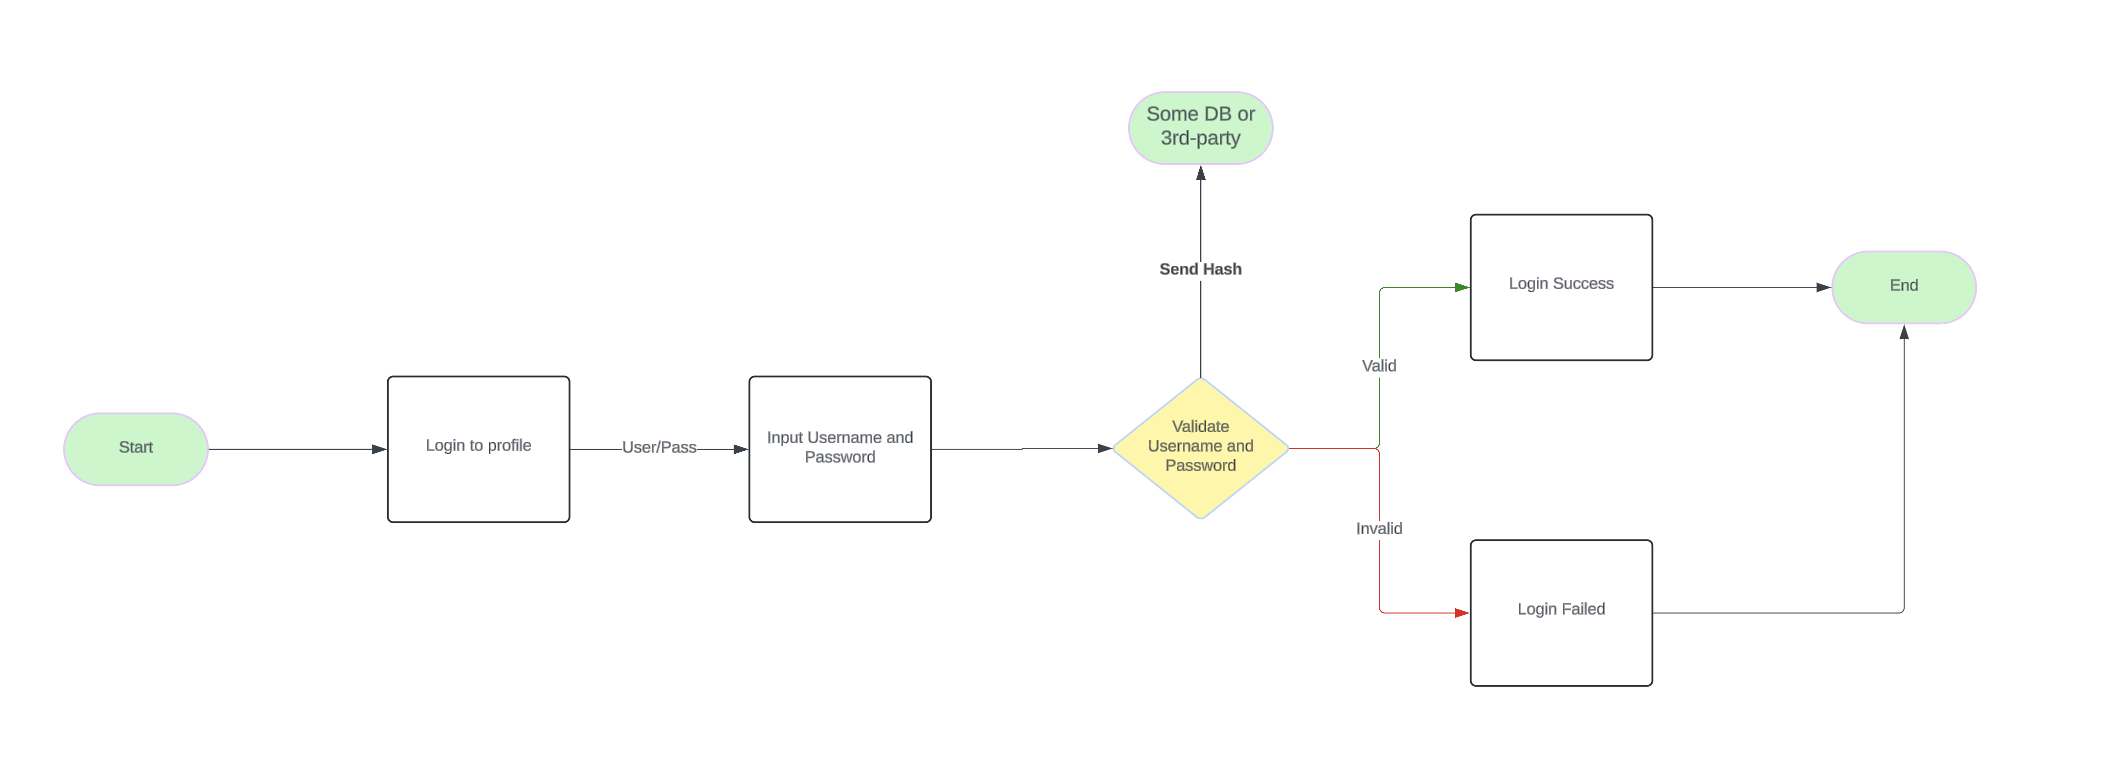 Some DB or
3rd-party
Send Hash
Login Success
End
Valid
Start
Login to profile
User/Pass
Input Username and
Password
Validate
Username and
Password
Invalid
Login Failed